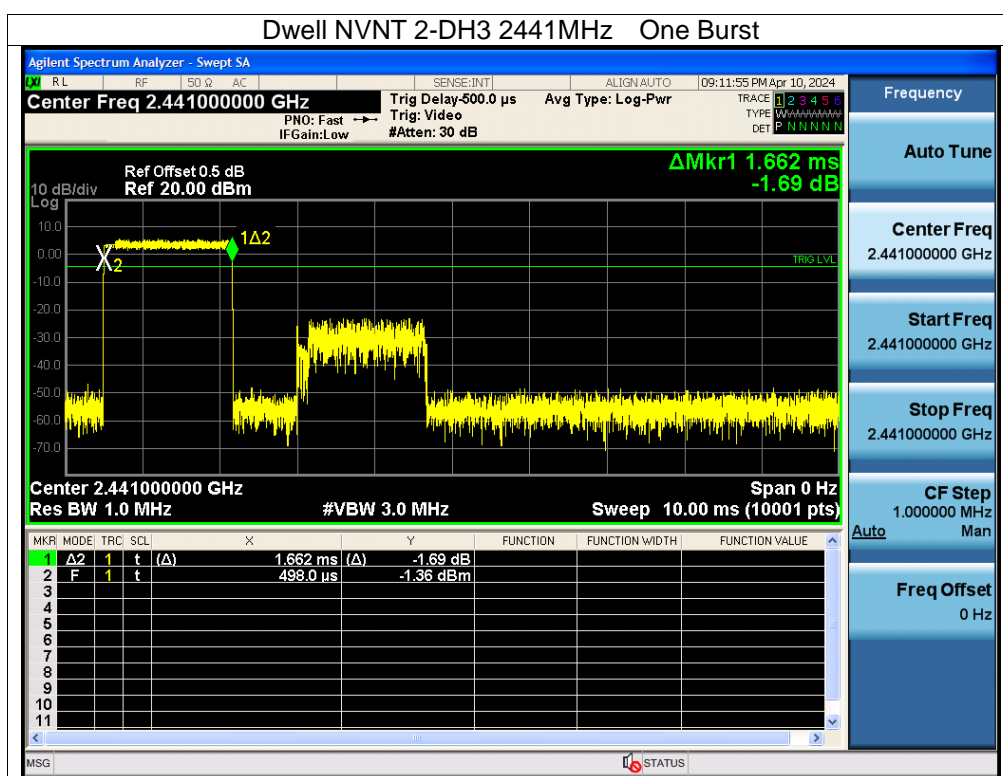 Dwell NVNT 2-DH3 2441MHz One Burst
Agilent Spectrum Analyzer - Swept SA
LXI RL RF 50 Ω AC SENSE:INT ALIGN AUTO 09:11:55 PM Apr 10, 2024
Center Freq 2.441000000 GHz
PNO: Fast
IFGain:Low
Trig Delay-500.0 µs
Trig: Video
#Atten: 30 dB
Avg Type: Log-Pwr
TRACE 1 2 3 4 5 6
TYPE WWWWWW
DET P N N N N N
ΔMkr1 1.662 ms
-1.69 dB
Ref Offset 0.5 dB
10 dB/div Ref 20.00 dBm
Log
10.0
0.00
-10.0
-20.0
-30.0
-40.0
-50.0
-60.0
-70.0
1Δ2
2
TRIG LVL
Center 2.441000000 GHz Span 0 Hz
Res BW 1.0 MHz #VBW 3.0 MHz Sweep 10.00 ms (10001 pts)
MKR MODE TRC SCL X Y FUNCTION FUNCTION WIDTH FUNCTION VALUE
1 Δ2 1 t (Δ) 1.662 ms (Δ) -1.69 dB
2 F 1 t 498.0 µs -1.36 dBm
3
4
5
6
7
8
9
10
11
MSG STATUS
Frequency
Auto Tune
Center Freq
2.441000000 GHz
Start Freq
2.441000000 GHz
Stop Freq
2.441000000 GHz
CF Step
1.000000 MHz
Auto Man
Freq Offset
0 Hz